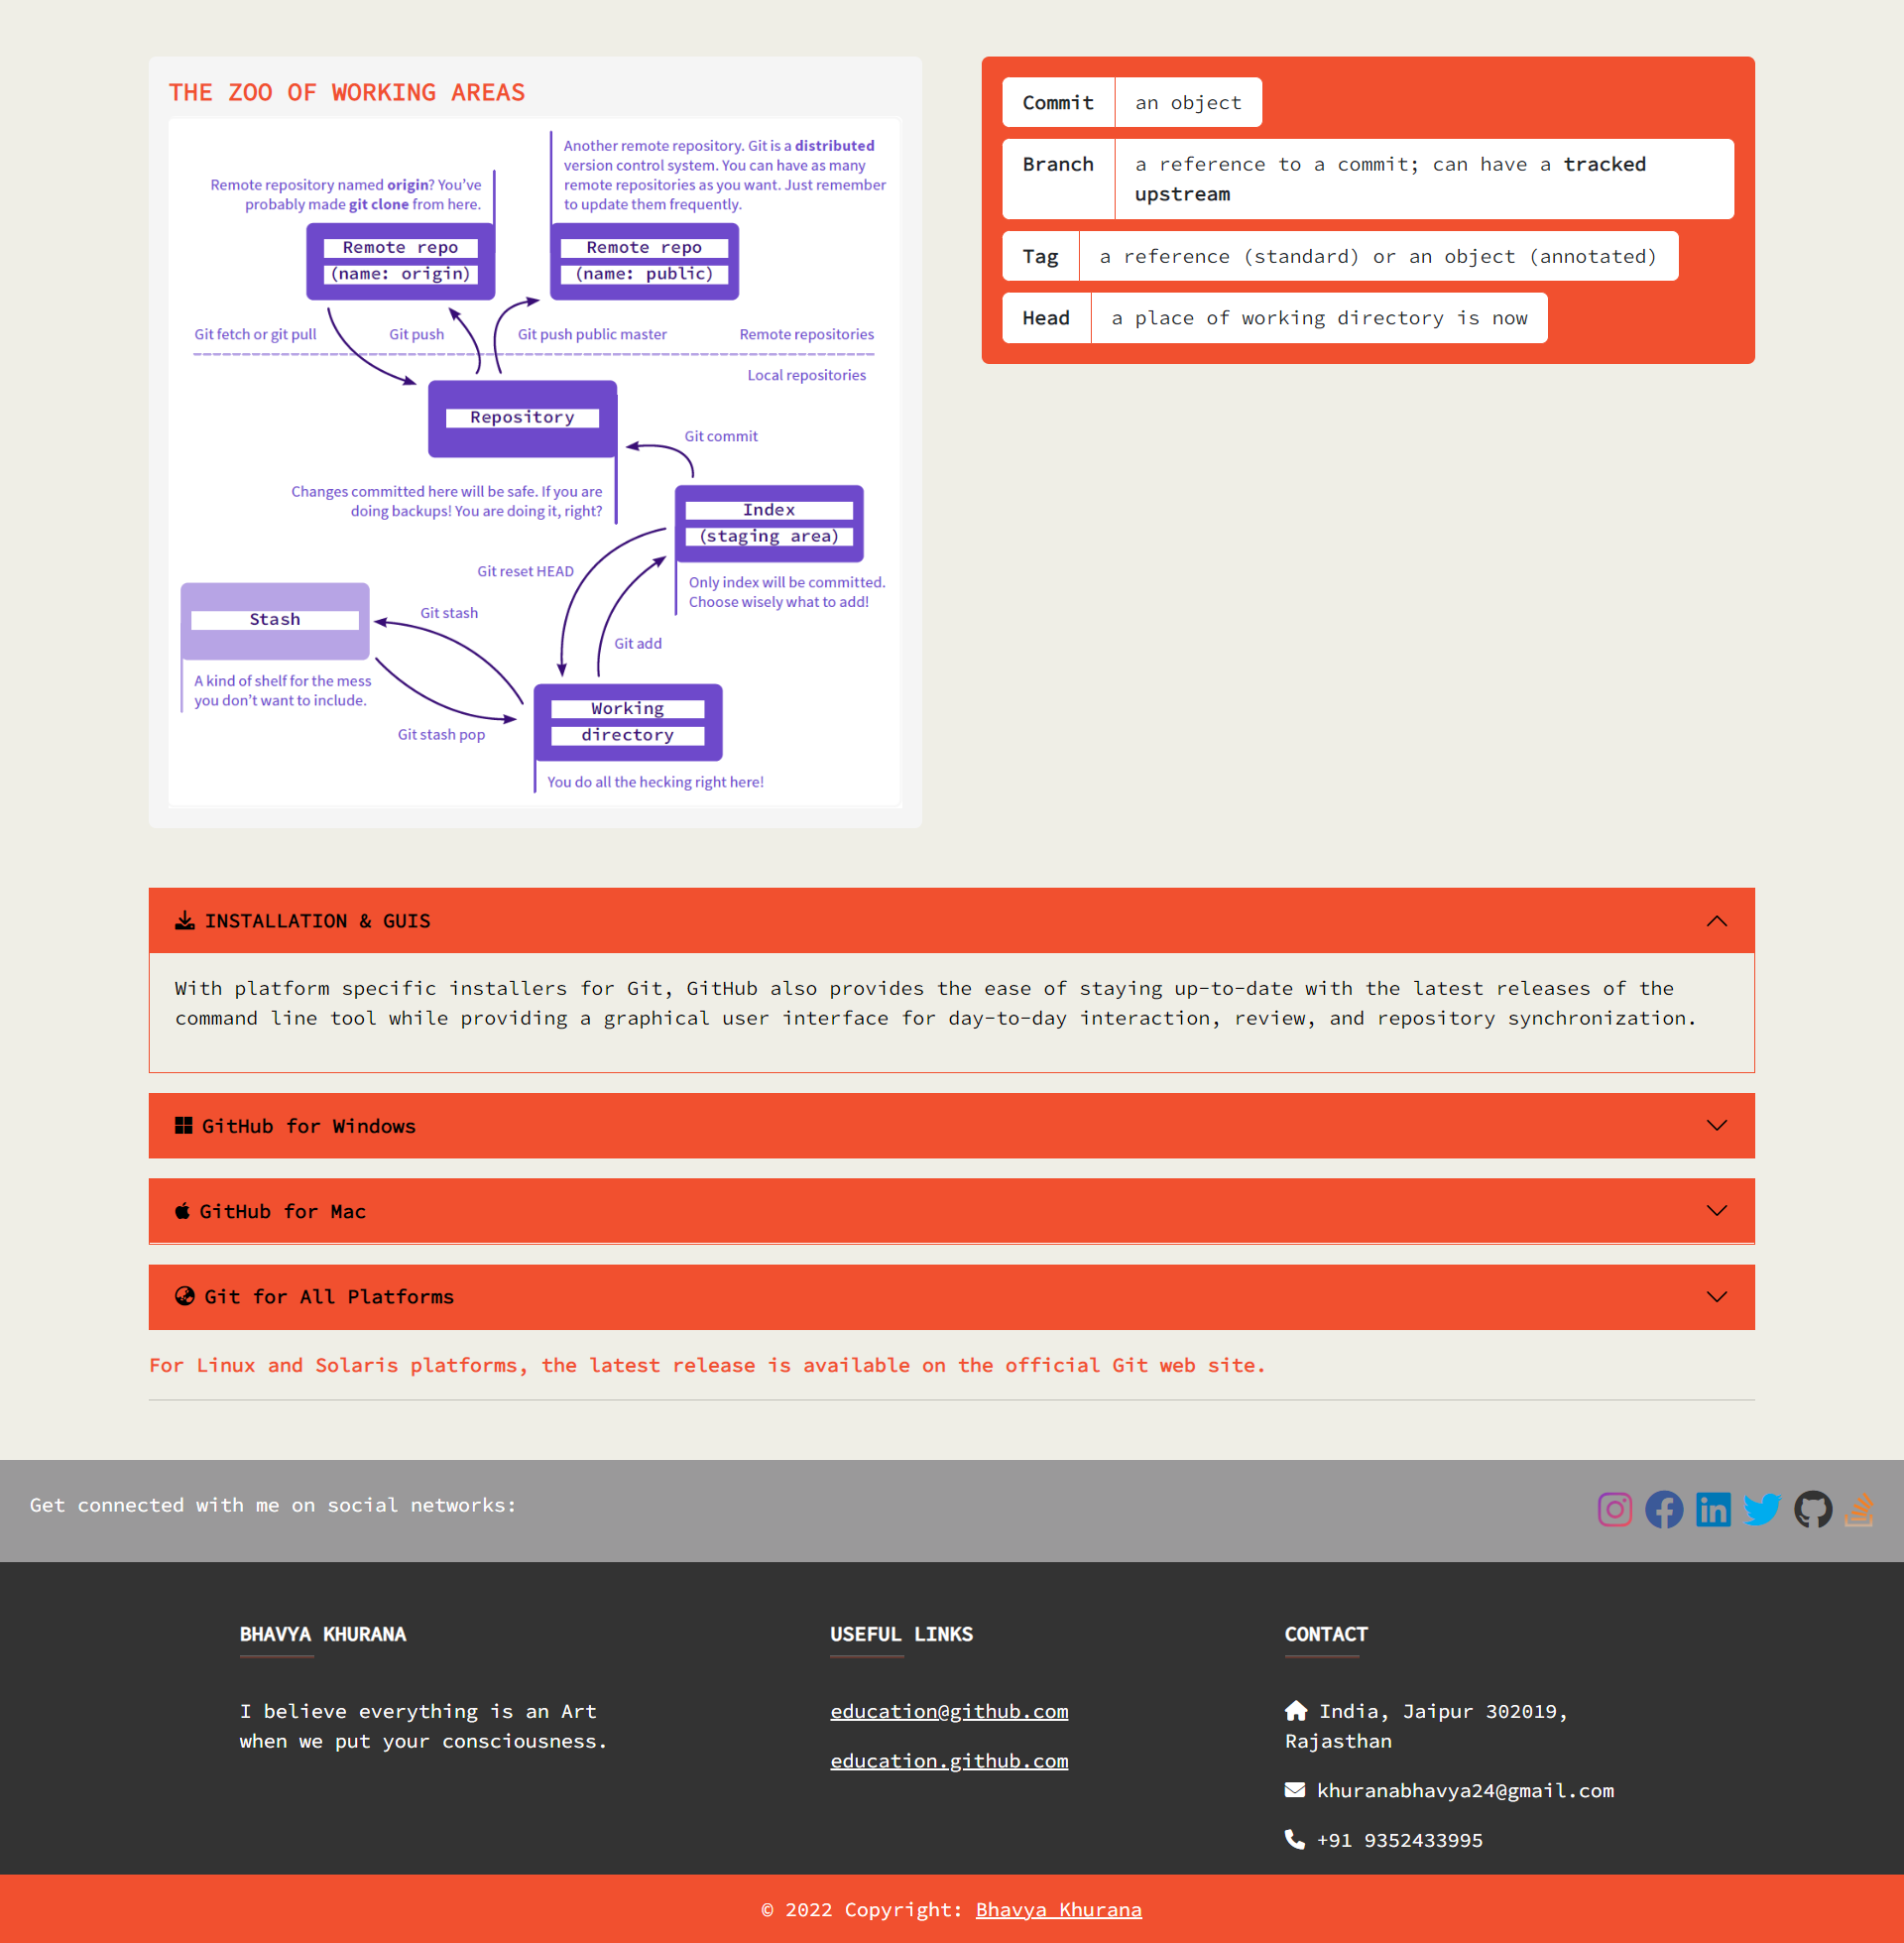 THE ZOO OF WORKING AREAS
Another remote repository. Git is a distributed
version control system. You can have as many
remote repositories as you want. Just remember
to update them frequently.
Remote repository named origin? You’ve
probably made git clone from here.
Remote repo
(name: origin)
Remote repo
(name: public)
Git fetch or git pull
Git push
Git push public master
Remote repositories
Local repositories
Repository
Git commit
Changes committed here will be safe. If you are
doing backups! You are doing it, right?
Index
(staging area)
Git reset HEAD
Only index will be committed.
Choose wisely what to add!
Stash
Git stash
Git add
A kind of shelf for the mess
you don’t want to include.
Git stash pop
Working
directory
You do all the hecking right here!
Commit an object
Branch a reference to a commit; can have a tracked
upstream
Tag a reference (standard) or an object (annotated)
Head a place of working directory is now
INSTALLATION & GUIS
With platform specific installers for Git, GitHub also provides the ease of staying up-to-date with the latest releases of the
command line tool while providing a graphical user interface for day-to-day interaction, review, and repository synchronization.
GitHub for Windows
GitHub for Mac
Git for All Platforms
For Linux and Solaris platforms, the latest release is available on the official Git web site.
Get connected with me on social networks:
BHAVYA KHURANA
I believe everything is an Art
when we put your consciousness.
USEFUL LINKS
education@github.com
education.github.com
CONTACT
India, Jaipur 302019,
Rajasthan
khuranabhavya24@gmail.com
+91 9352433995
© 2022 Copyright: Bhavya Khurana